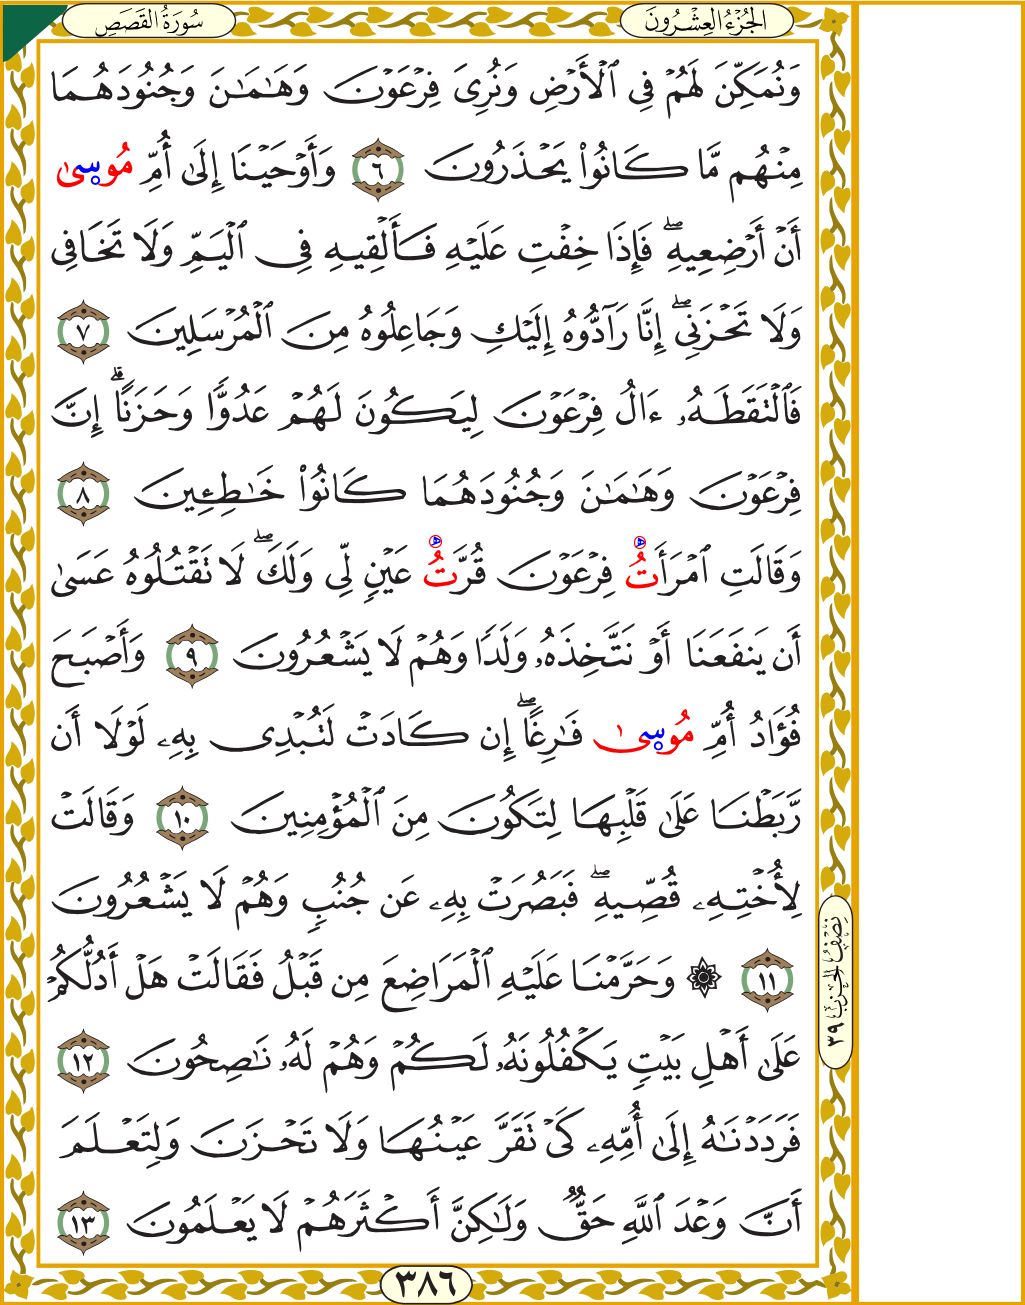 الجُزْءُ العِشْرُونَ
سُورَةُ القَصَصِ
وَنُمَكِّنَ لَهُمْ فِي ٱلْأَرْضِ وَنُرِىَ فِرْعَوْنَ وَهَـٰمَـٰنَ وَجُنُودَهُمَا
مِنْهُم مَّا كَانُوا۟ يَحْذَرُونَ ٦ وَأَوْحَيْنَا إِلَىٰ أُمِّ مُوسِىٰ
أَنْ أَرْضِعِيهِ ۖ فَإِذَا خِفْتِ عَلَيْهِ فَأَلْقِيهِ فِى ٱلْيَمِّ وَلَا تَخَافِى
وَلَا تَحْزَنِىٓ ۖ إِنَّا رَآدُّوهُ إِلَيْكِ وَجَاعِلُوهُ مِنَ ٱلْمُرْسَلِينَ ٧
فَٱلْتَقَطَهُۥ ءَالُ فِرْعَوْنَ لِيَكُونَ لَهُمْ عَدُوًّا وَحَزَنًا ۗ إِنَّ
فِرْعَوْنَ وَهَـٰمَـٰنَ وَجُنُودَهُمَا كَانُوا۟ خَـٰطِـِٔينَ ٨
وَقَالَتِ ٱمْرَأَتُ فِرْعَوْنَ قُرَّتُ عَيْنٍ لِّى وَلَكَ ۖ لَا تَقْتُلُوهُ عَسَىٰ
أَن يَنفَعَنَا أَوْ نَتَّخِذَهُۥ وَلَدًا وَهُمْ لَا يَشْعُرُونَ ٩ وَأَصْبَحَ
فُؤَادُ أُمِّ مُوسِىٰ فَـٰرِغًا ۖ إِن كَادَتْ لَتُبْدِى بِهِۦ لَوْلَا أَن
رَّبَطْنَا عَلَىٰ قَلْبِهَا لِتَكُونَ مِنَ ٱلْمُؤْمِنِينَ ١٠ وَقَالَتْ
لِأُخْتِهِۦ قُصِّيهِ ۖ فَبَصُرَتْ بِهِۦ عَن جُنُبٍ وَهُمْ لَا يَشْعُرُونَ
١١ ۞ وَحَرَّمْنَا عَلَيْهِ ٱلْمَرَاضِعَ مِن قَبْلُ فَقَالَتْ هَلْ أَدُلُّكُمْ
عَلَىٰ أَهْلِ بَيْتٍ يَكْفُلُونَهُۥ لَكُمْ وَهُمْ لَهُۥ نَـٰصِحُونَ ١٢
فَرَدَدْنَـٰهُ إِلَىٰ أُمِّهِۦ كَىْ تَقَرَّ عَيْنُهَا وَلَا تَحْزَنَ وَلِتَعْلَمَ
أَنَّ وَعْدَ ٱللَّهِ حَقٌّ وَلَـٰكِنَّ أَكْثَرَهُمْ لَا يَعْلَمُونَ ١٣
نِصْفُ الحِزْبِ ٣٩
٣٨٦